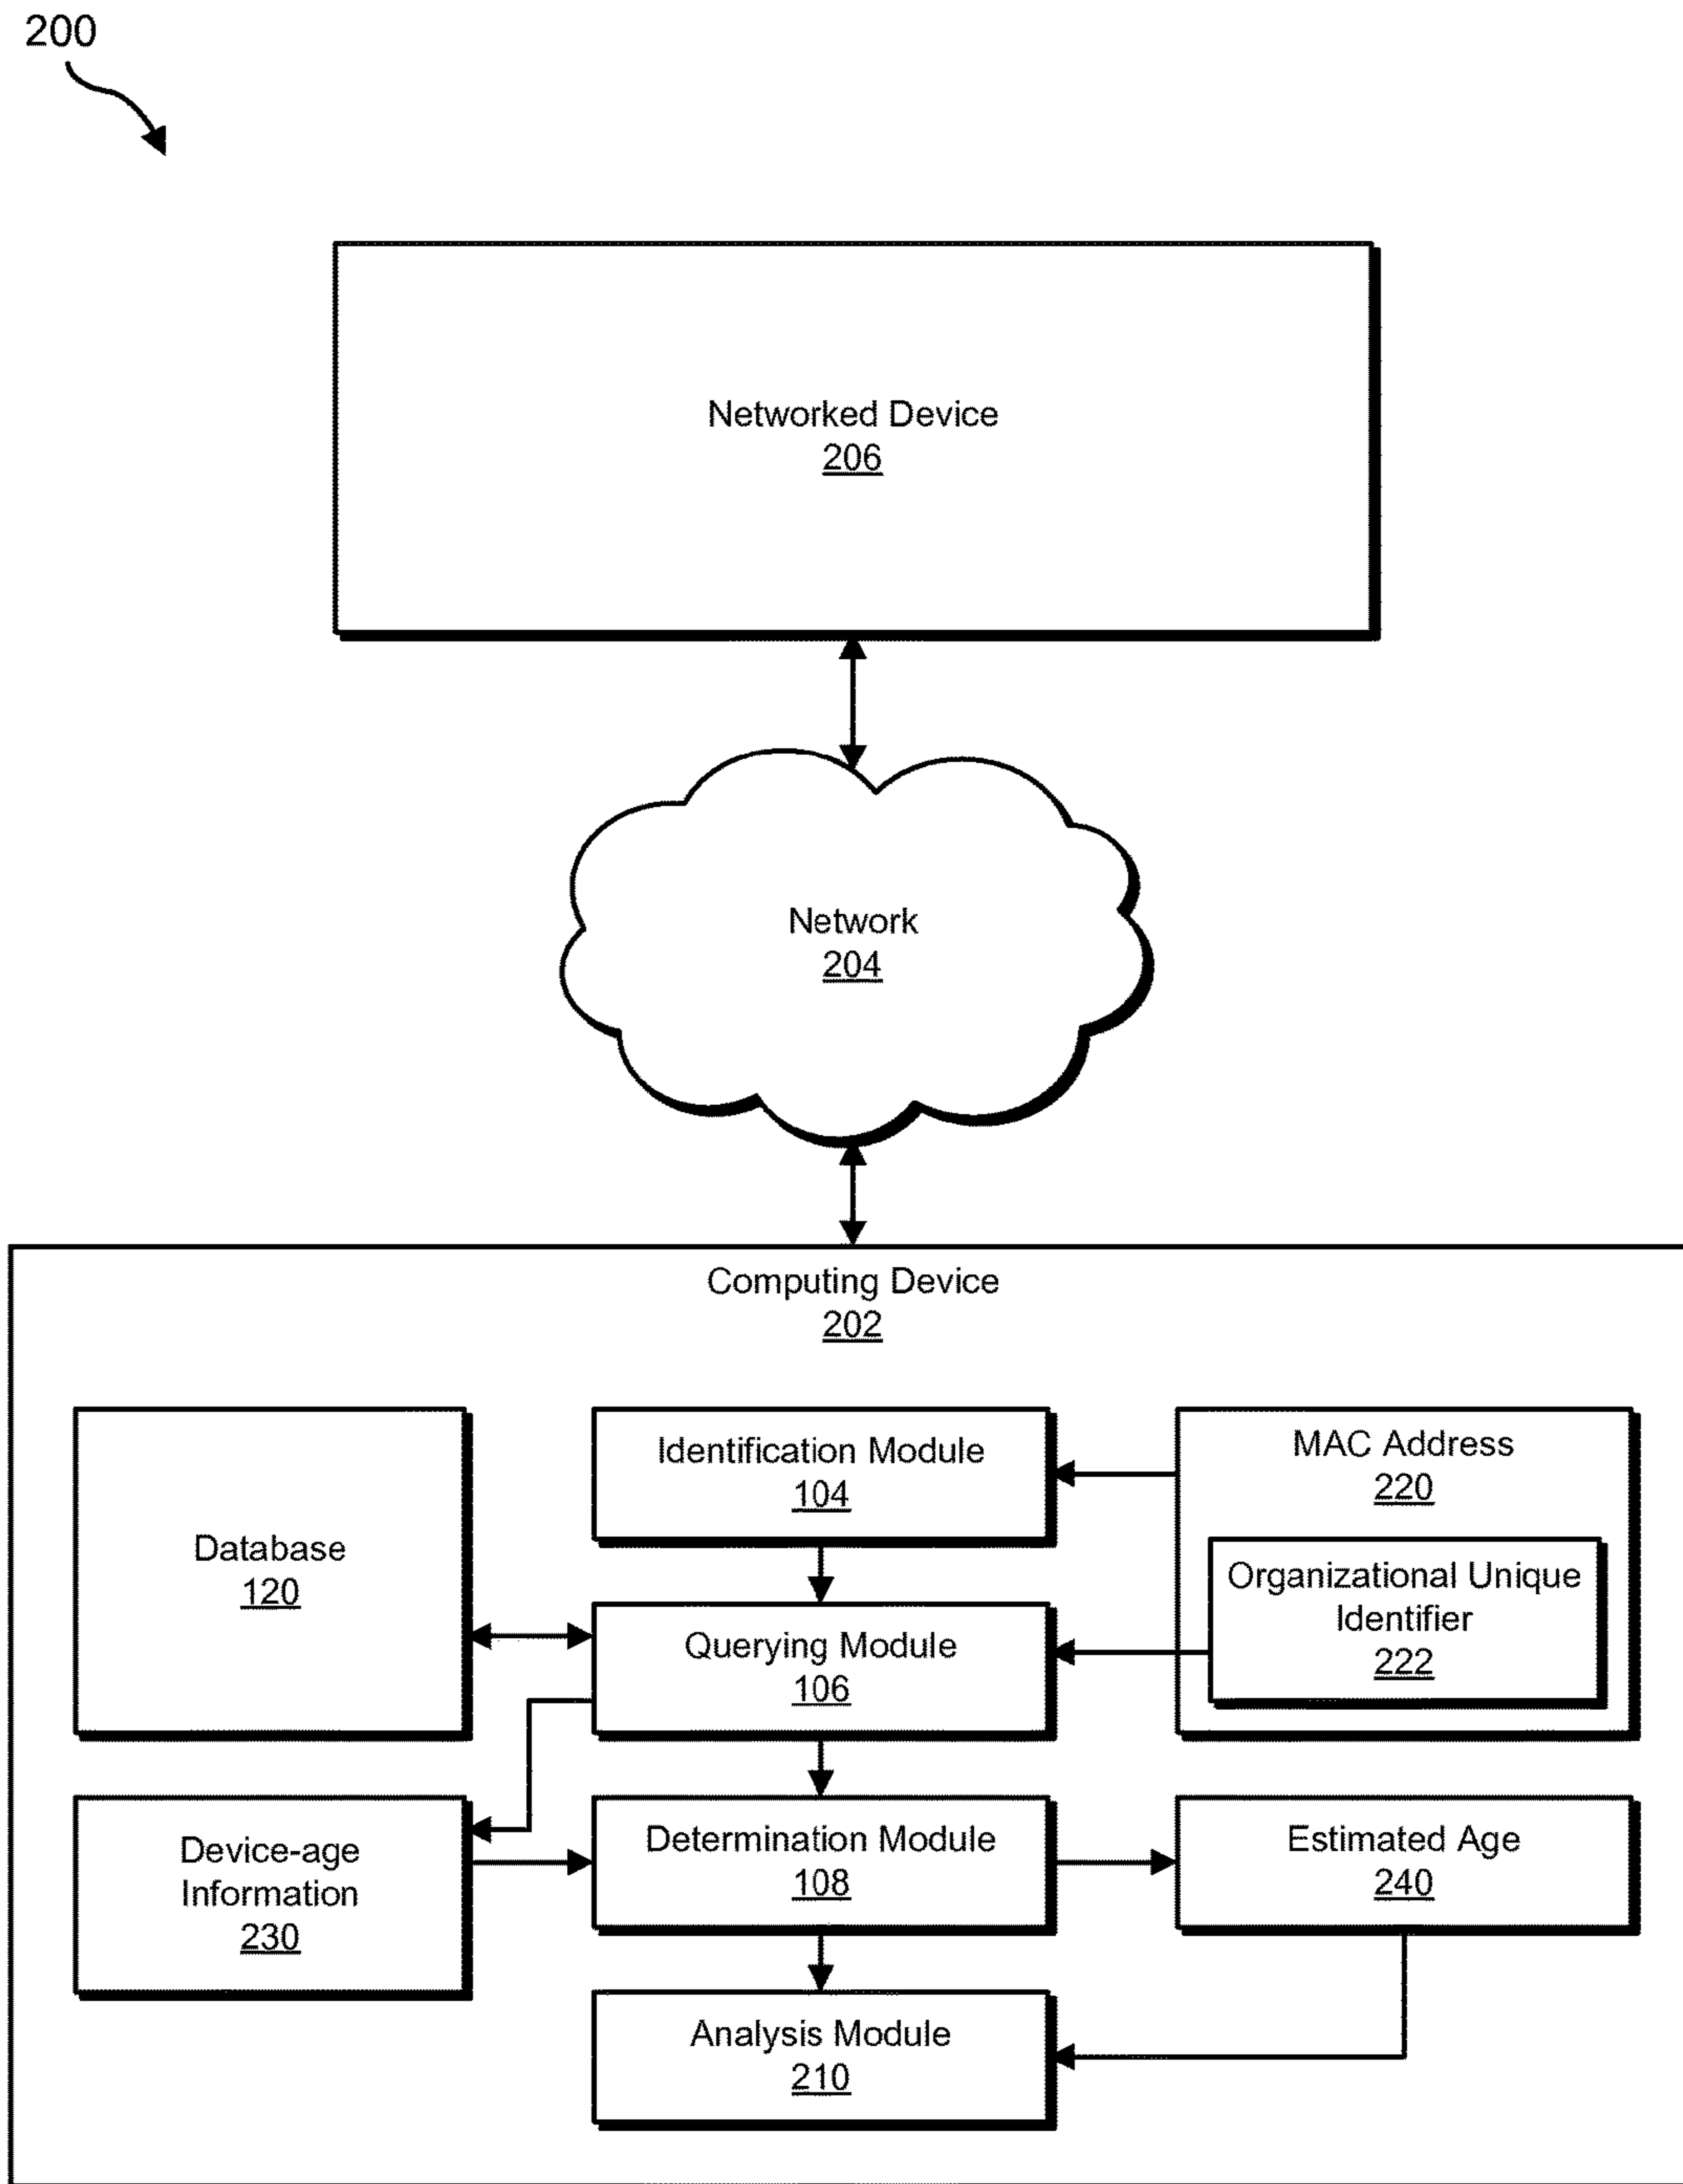 200
Networked Device
206
Network
204
Computing Device
202
Database
120
Identification Module
104
MAC Address
220
Organizational Unique
Identifier
222
Querying Module
106
Device-age
Information
230
Determination Module
108
Estimated Age
240
Analysis Module
210